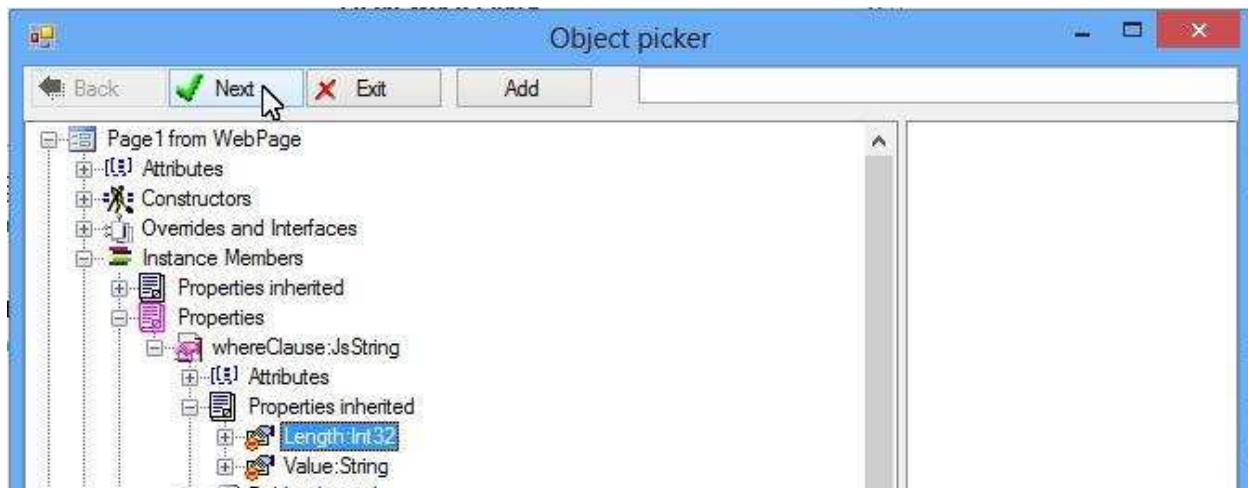 Object picker
Back Next Exit Add
Page1 from WebPage
Attributes
Constructors
Overrides and Interfaces
Instance Members
Properties inherited
Properties
whereClause:JsString
Attributes
Properties inherited
Length:Int32
Value:String